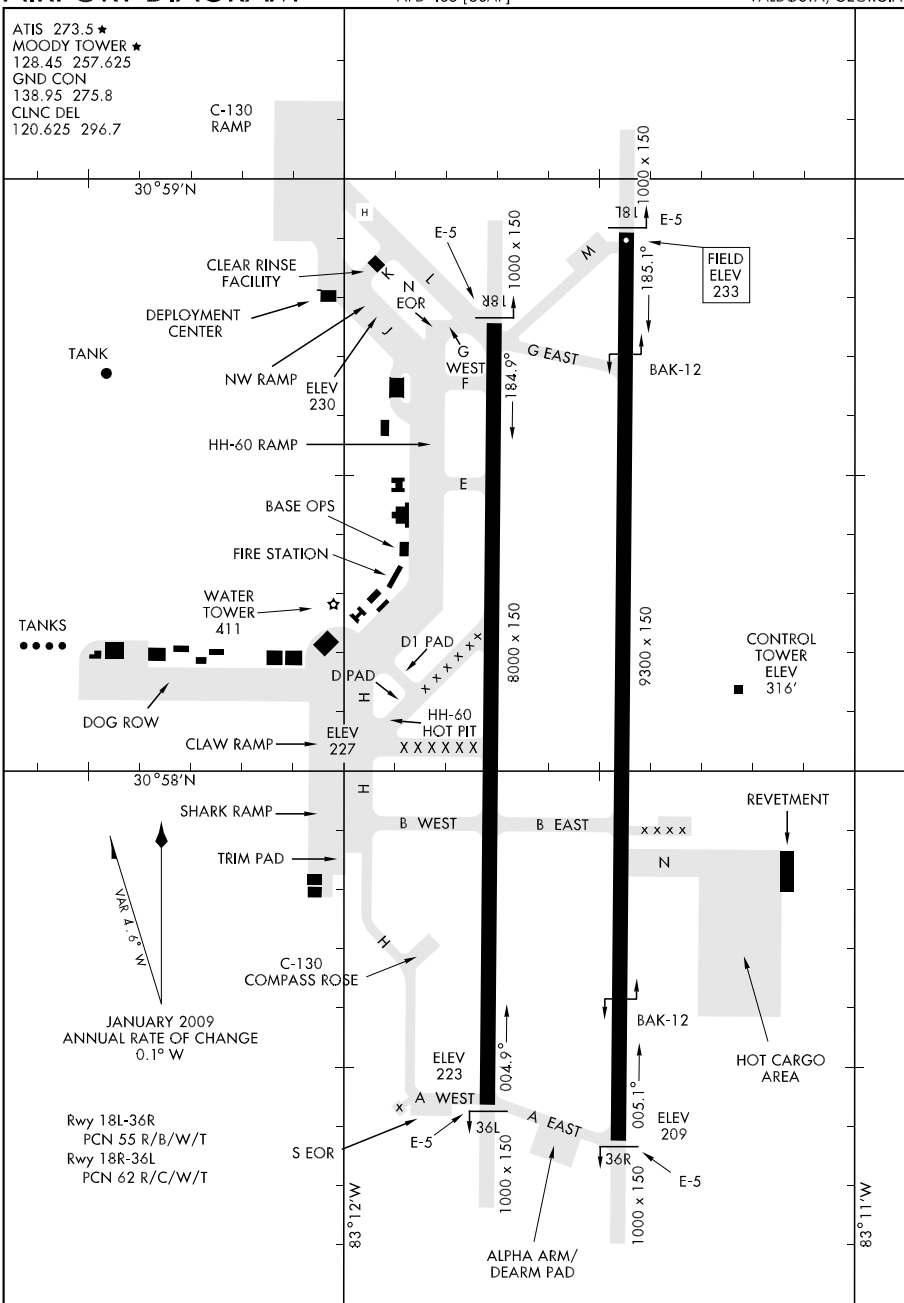 ATIS 273.5 ★
MOODY TOWER ★
128.45 257.625
GND CON
138.95 275.8
CLNC DEL
120.625 296.7
C-130
RAMP
30°59'N
H
E-5
1000 x 150
18R
1000 x 150
18L
E-5
M
FIELD
ELEV
233
185.1°
CLEAR RINSE
FACILITY
K
L
N
EOR
DEPLOYMENT
CENTER
J
TANK
NW RAMP
ELEV
230
G
WEST
F
G EAST
184.9°
BAK-12
HH-60 RAMP
E
BASE OPS
FIRE STATION
WATER
TOWER
411
TANKS
D1 PAD
X X X X X X
8000 x 150
9300 x 150
CONTROL
TOWER
ELEV
316'
D PAD
H
DOG ROW
HH-60
HOT PIT
CLAW RAMP
ELEV
227
X X X X X X
30°58'N
H
SHARK RAMP
B WEST
B EAST
X X X X
REVETMENT
TRIM PAD
N
VAR 4.6° W
H
C-130
COMPASS ROSE
JANUARY 2009
ANNUAL RATE OF CHANGE
0.1° W
BAK-12
HOT CARGO
AREA
ELEV
223
004.9°
005.1°
A WEST
X
A EAST
ELEV
209
Rwy 18L-36R
PCN 55 R/B/W/T
Rwy 18R-36L
PCN 62 R/C/W/T
S EOR
E-5
36L
36R
E-5
1000 x 150
1000 x 150
83°12'W
83°11'W
ALPHA ARM/
DEARM PAD